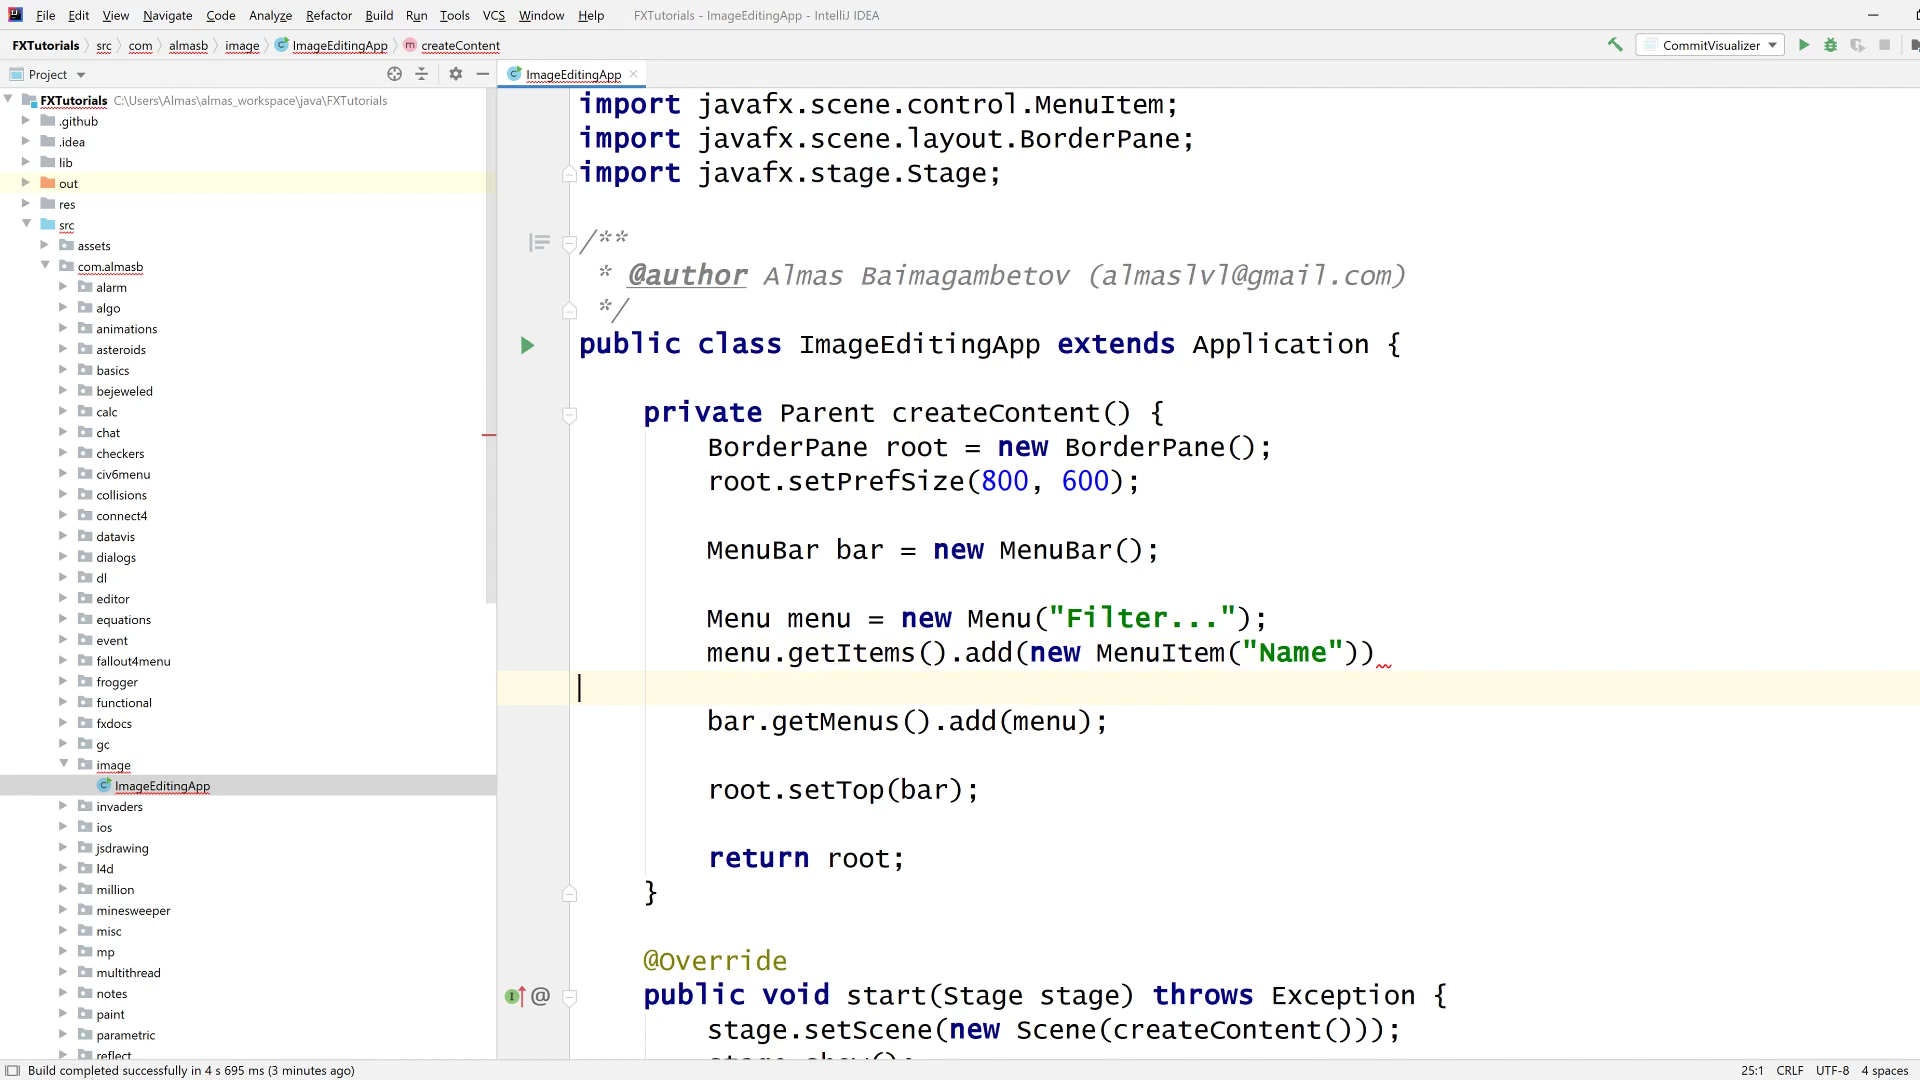 File Edit View Navigate Code Analyze Refactor Build Run Tools VCS Window Help FXTutorials - ImageEditingApp - IntelliJ IDEA
FXTutorials src com almasb image ImageEditingApp createContent CommitVisualizer
Project
ImageEditingApp
FXTutorials C:\Users\Almas\almas_workspace\java\FXTutorials
.github
.idea
lib
out
res
src
assets
com.almasb
alarm
algo
animations
asteroids
basics
bejeweled
calc
chat
checkers
civ6menu
collisions
connect4
datavis
dialogs
dl
editor
equations
event
fallout4menu
frogger
functional
fxdocs
gc
image
ImageEditingApp
invaders
ios
jsdrawing
l4d
million
minesweeper
misc
mp
multithread
notes
paint
parametric
reflect
import javafx.scene.control.MenuItem;
import javafx.scene.layout.BorderPane;
import javafx.stage.Stage;
/**
* @author Almas Baimagambetov (almaslvl@gmail.com)
*/
public class ImageEditingApp extends Application {
private Parent createContent() {
BorderPane root = new BorderPane();
root.setPrefSize(800, 600);
MenuBar bar = new MenuBar();
Menu menu = new Menu("Filter...");
menu.getItems().add(new MenuItem("Name"))
bar.getMenus().add(menu);
root.setTop(bar);
return root;
}
@Override
public void start(Stage stage) throws Exception {
stage.setScene(new Scene(createContent()));
stage.show();
Build completed successfully in 4 s 695 ms (3 minutes ago) 25:1 CRLF UTF-8 4 spaces